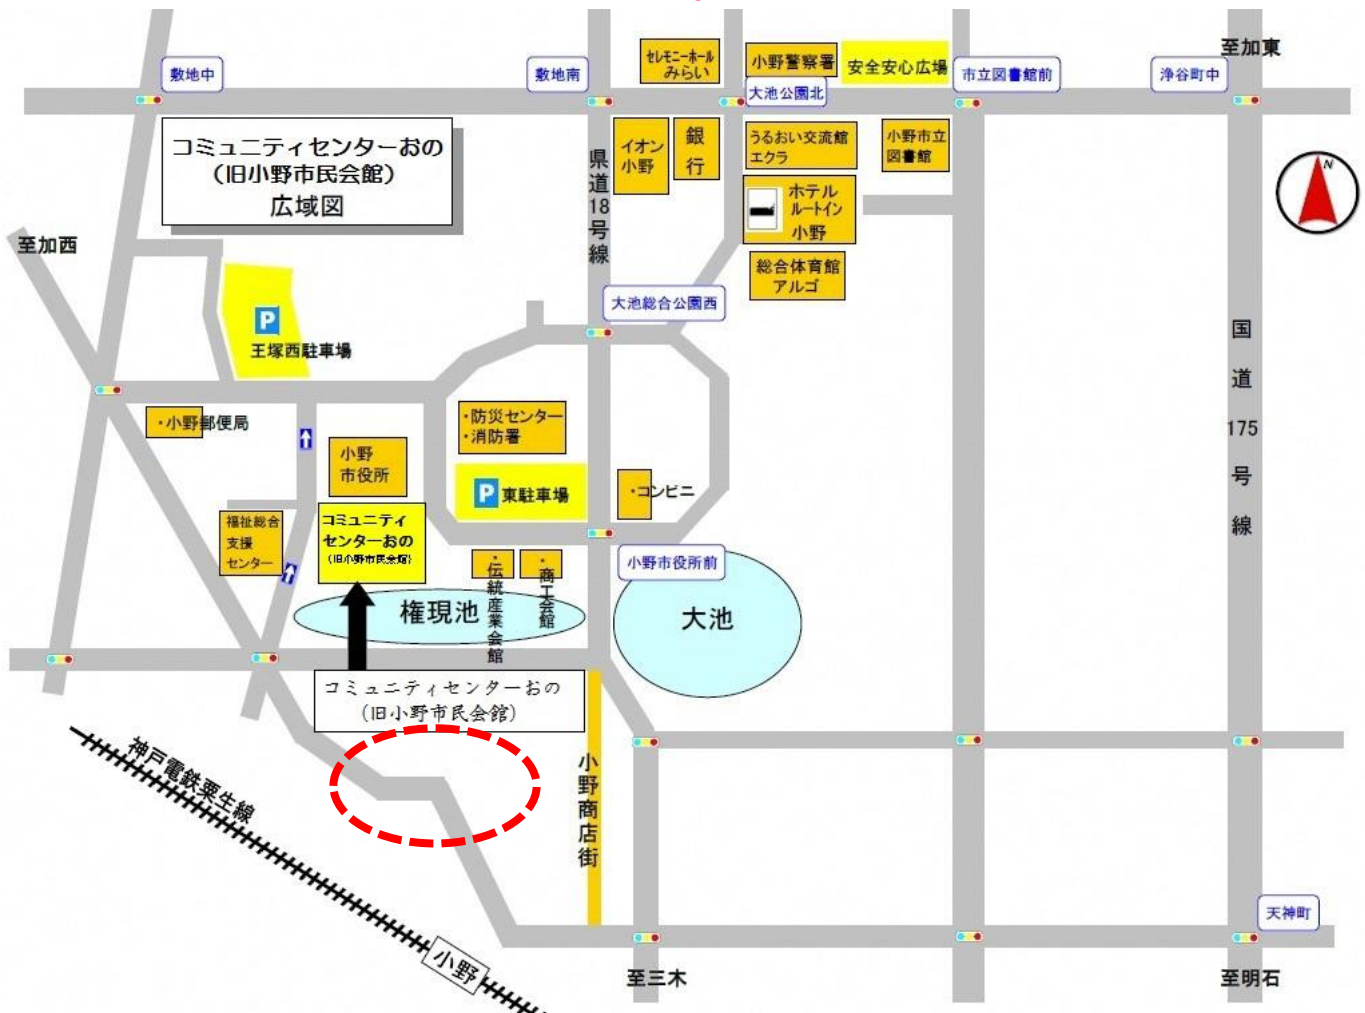 至加東
セレモニーホール
みらい
小野警察署
安全安心広場
敷地中
敷地南
大池公園北
市立図書館前
浄谷町中
コミュニティセンターおの
(旧小野市民会館)
広域図
県道18号線
イオン
小野
銀行
うるおい交流館
エクラ
小野市立
図書館
N
ホテル
ルートイン
小野
至加西
総合体育館
アルゴ
大池総合公園西
P
王塚西駐車場
国道175号線
・小野郵便局
・防災センター
・消防署
小野
市役所
P 東駐車場
・コンビニ
福祉総合
支援
センター
コミュニティ
センターおの
(旧小野市民会館)
・伝統産業会館
・商工会館
小野市役所前
権現池
大池
コミュニティセンターおの
(旧小野市民会館)
神戸電鉄粟生線
小野商店街
天神町
小野
至三木
至明石